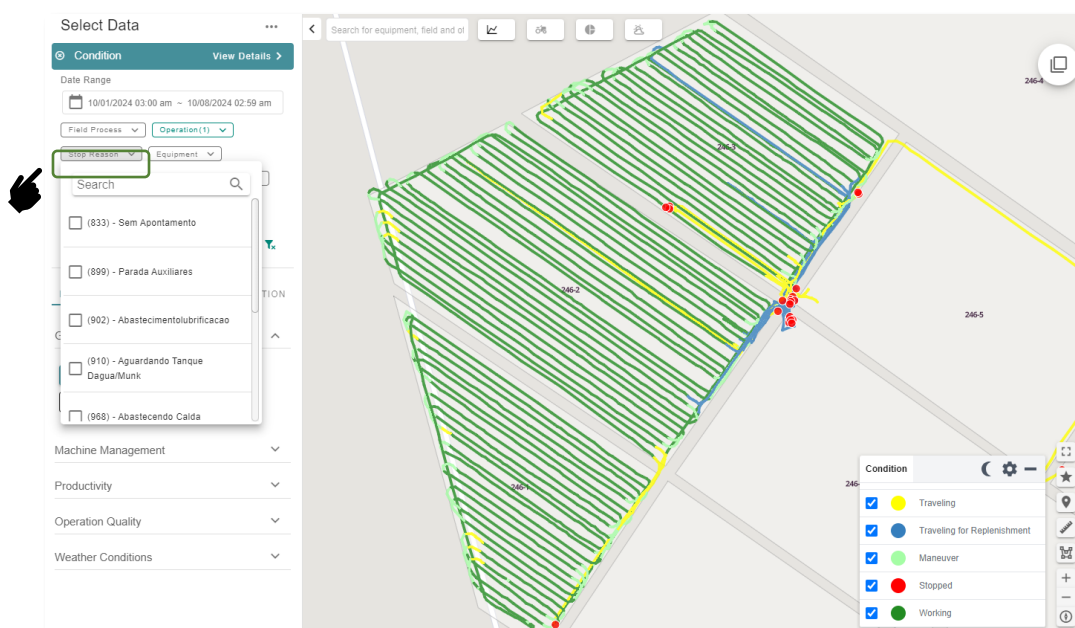 Select Data
Condition
View Details >
Date Range
10/01/2024 03:00 am ~ 10/08/2024 02:59 am
Field Process
Operation(1)
Stop Reason
Equipment
Search
(833) - Sem Apontamento
(899) - Parada Auxiliares
(902) - Abastecimentolubrificacao
(910) - Aguardando Tanque
Dagua/Munk
(968) - Abastecendo Calda
TION
G
Machine Management
Productivity
Operation Quality
Weather Conditions
Search for equipment, field and ot
246-4
246-3
246-2
246-5
246-1
246-
Condition
Traveling
Traveling for Replenishment
Maneuver
Stopped
Working